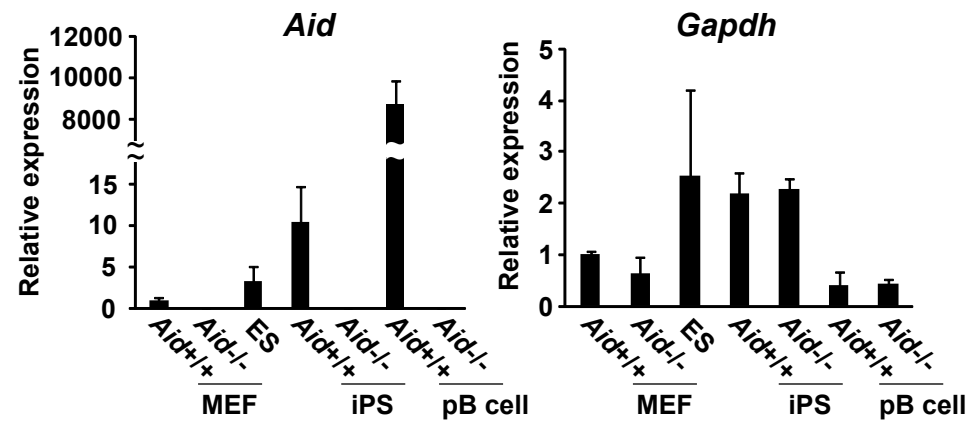 Aid
Relative expression
12000
10000
8000
15
10
5
0
Aid+/+
Aid-/-
ES
Aid+/+
Aid-/-
Aid+/+
Aid-/-
MEF
iPS
pB cell
Gapdh
Relative expression
5
4
3
2
1
0
Aid+/+
Aid-/-
ES
Aid+/+
Aid-/-
Aid+/+
Aid-/-
MEF
iPS
pB cell